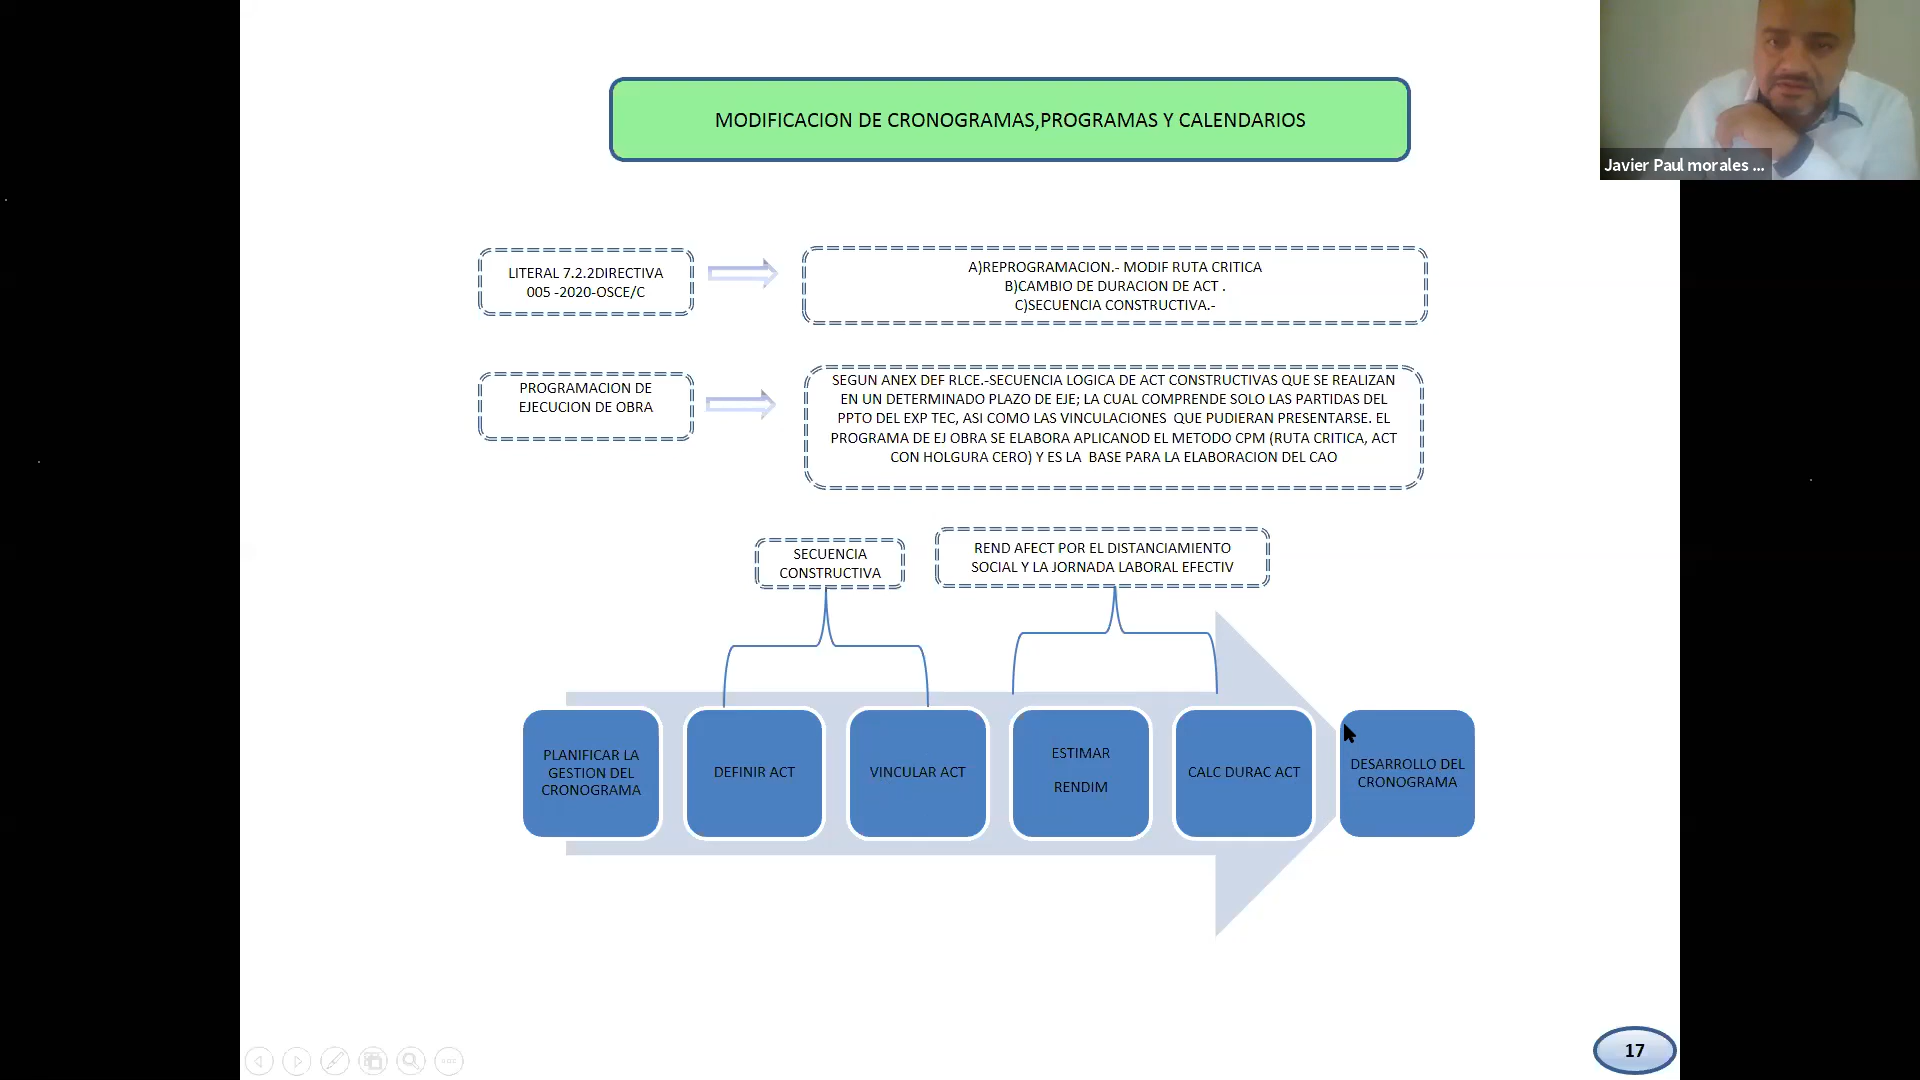 MODIFICACION DE CRONOGRAMAS,PROGRAMAS Y CALENDARIOS
Javier Paul morales ...
LITERAL 7.2.2DIRECTIVA
005 -2020-OSCE/C
A)REPROGRAMACION.- MODIF RUTA CRITICA
B)CAMBIO DE DURACION DE ACT .
C)SECUENCIA CONSTRUCTIVA.-
PROGRAMACION DE
EJECUCION DE OBRA
SEGUN ANEX DEF RLCE.-SECUENCIA LOGICA DE ACT CONSTRUCTIVAS QUE SE REALIZAN
EN UN DETERMINADO PLAZO DE EJE; LA CUAL COMPRENDE SOLO LAS PARTIDAS DEL
PPTO DEL EXP TEC, ASI COMO LAS VINCULACIONES QUE PUDIERAN PRESENTARSE. EL
PROGRAMA DE EJ OBRA SE ELABORA APLICANOD EL METODO CPM (RUTA CRITICA, ACT
CON HOLGURA CERO) Y ES LA BASE PARA LA ELABORACION DEL CAO
SECUENCIA
CONSTRUCTIVA
REND AFECT POR EL DISTANCIAMIENTO
SOCIAL Y LA JORNADA LABORAL EFECTIV
PLANIFICAR LA
GESTION DEL
CRONOGRAMA
DEFINIR ACT
VINCULAR ACT
ESTIMAR
RENDIM
CALC DURAC ACT
DESARROLLO DEL
CRONOGRAMA
17